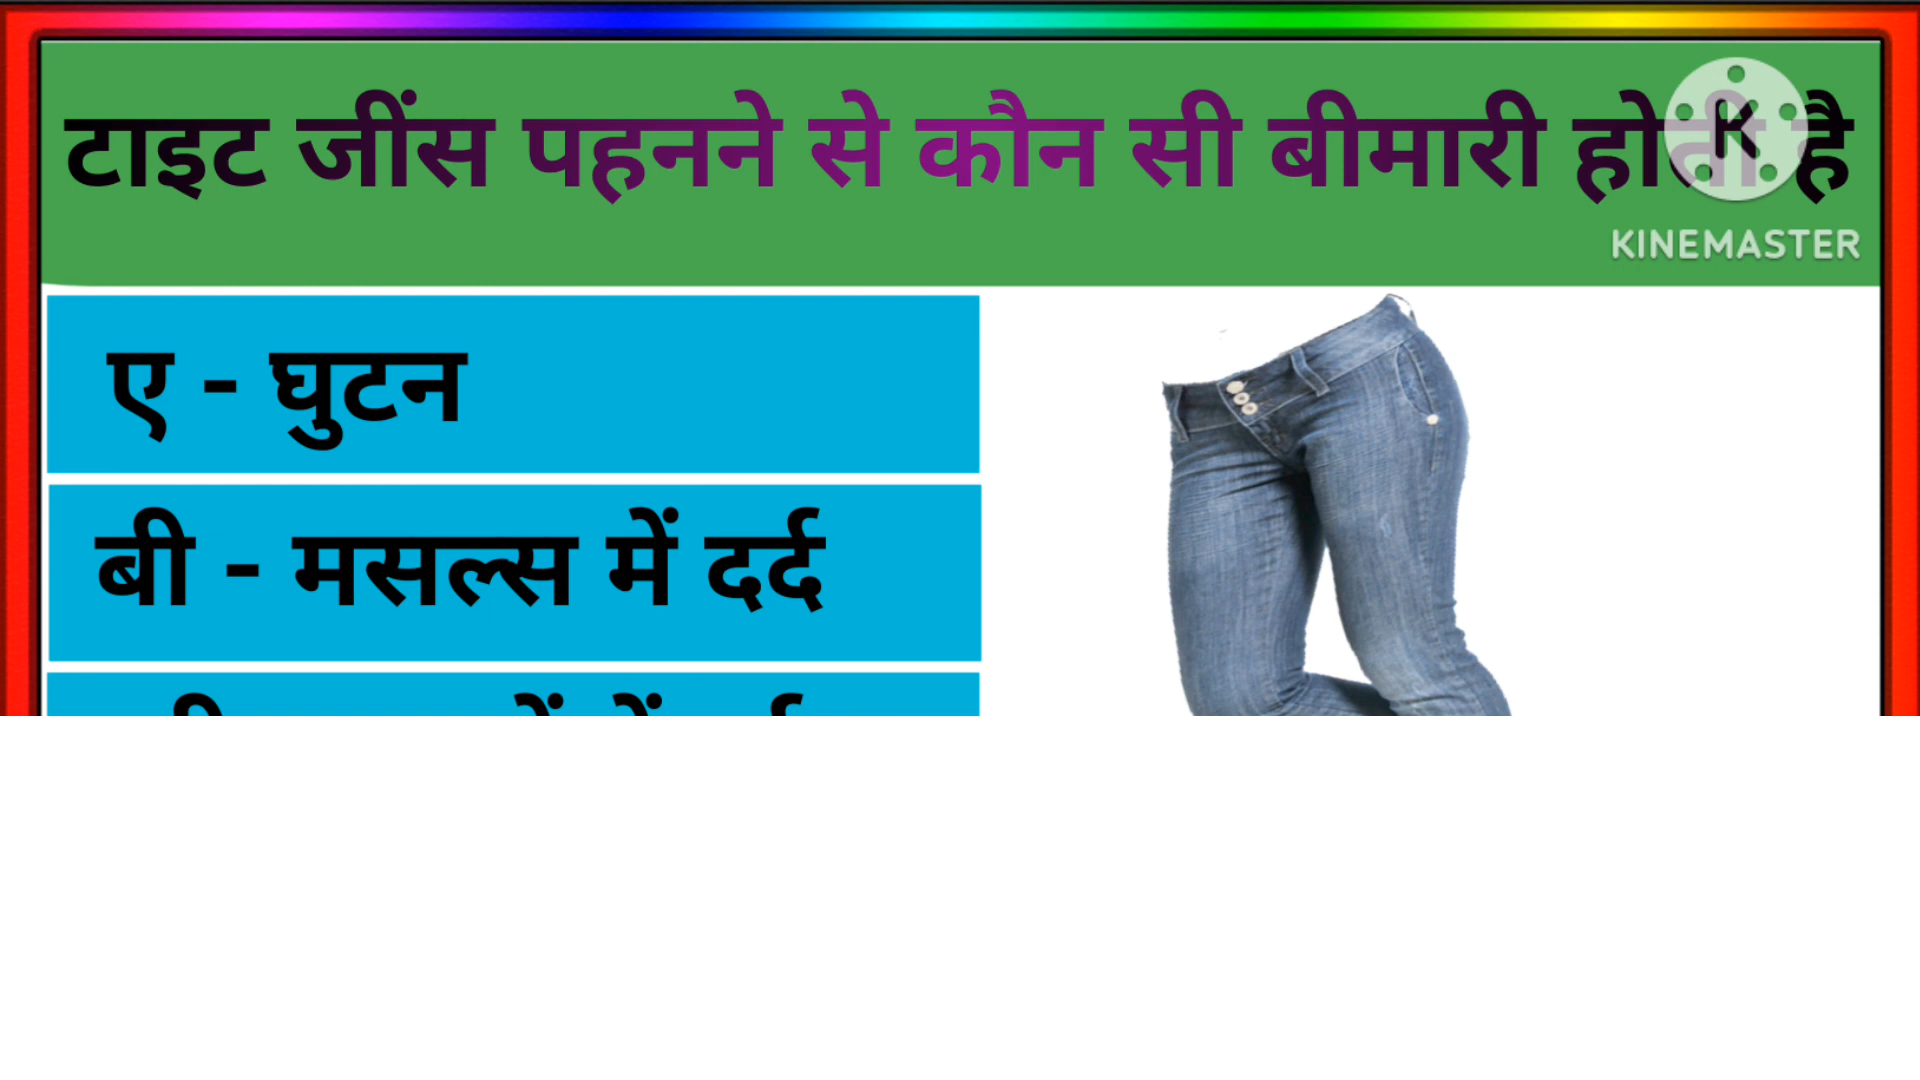 टाइट जींस पहनने से कौन सी बीमारी होती है
KINEMASTER
ए - घुटन
बी - मसल्स में दर्द